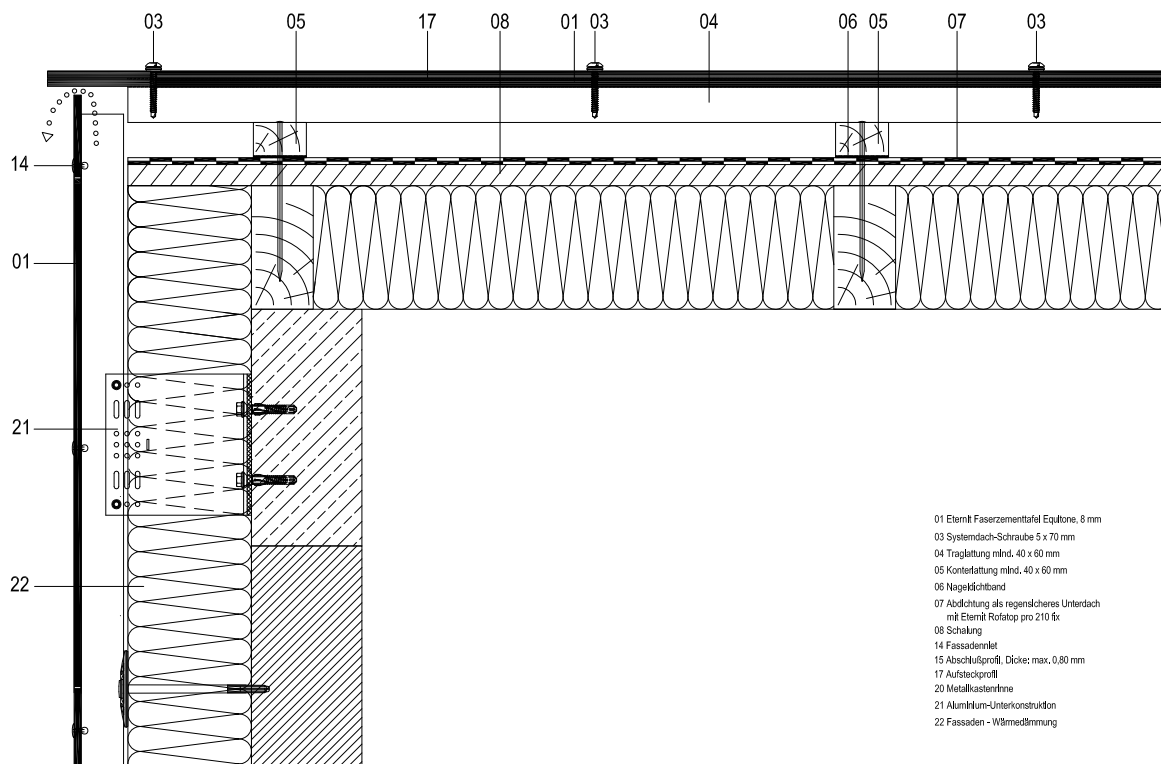 03 05 17 08 01 03 04 06 05 07 03
14
01
21
22
01 Eternit Faserzementtafel Equitone, 8 mm
03 Systemdach-Schraube 5 x 70 mm
04 Traglattung mind. 40 x 60 mm
05 Konterlattung mind. 40 x 60 mm
06 Nageldichtband
07 Abdichtung als regensicheres Unterdach
mit Eternit Rofatop pro 210 fix
08 Schalung
14 Fassadenniet
15 Abschlußprofil, Dicke: max. 0,80 mm
17 Aufsteckprofil
20 Metallkastenrinne
21 Aluminium-Unterkonstruktion
22 Fassaden - Wärmedämmung